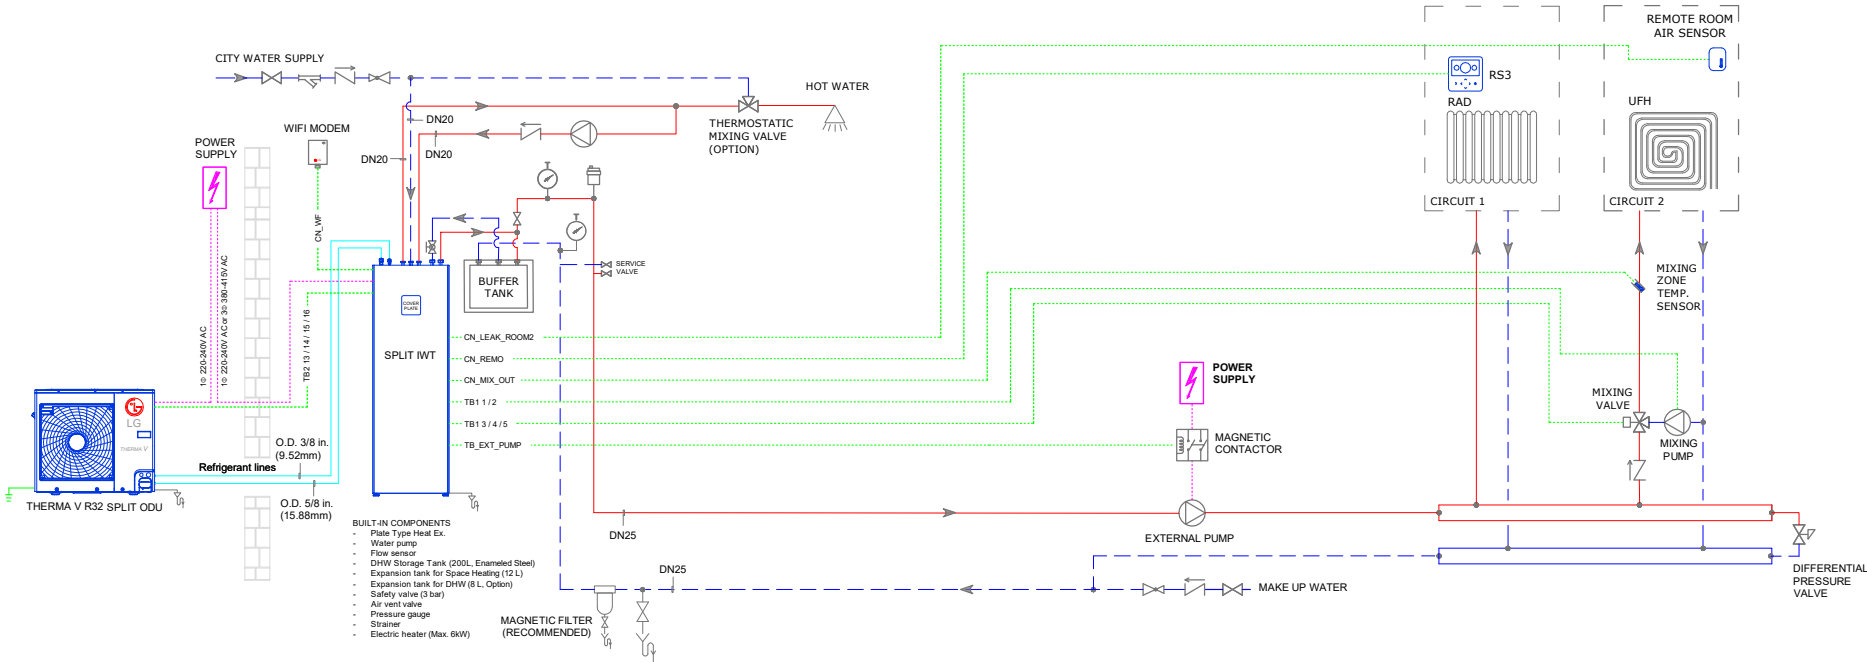 REMOTE ROOM
AIR SENSOR
CITY WATER SUPPLY
HOT WATER
RS3
RAD
UFH
DN20
DN20
DN20
THERMOSTATIC
MIXING VALVE
(OPTION)
WIFI MODEM
POWER
SUPPLY
CN_WF
T
T
CIRCUIT 1
CIRCUIT 2
SERVICE
VALVE
BUFFER
TANK
MIXING
ZONE
TEMP.
SENSOR
COVER
PLATE
1Φ 220-240V AC
1Φ 220-240V AC or 3Φ 380-415V AC
TB2 13 / 14 / 15 / 16
SPLIT IWT
CN_LEAK_ROOM2
CN_REMO
CN_MIX_OUT
TB1 1 / 2
TB1 3 / 4 / 5
TB_EXT_PUMP
POWER
SUPPLY
MAGNETIC
CONTACTOR
MIXING
VALVE
MIXING
PUMP
LG
THERMA V
O.D. 3/8 in.
(9.52mm)
Refrigerant lines
O.D. 5/8 in.
(15.88mm)
THERMA V R32 SPLIT ODU
BUILT-IN COMPONENTS
- Plate Type Heat Ex.
- Water pump
- Flow sensor
- DHW Storage Tank (200L, Enameled Steel)
- Expansion tank for Space Heating (12 L)
- Expansion tank for DHW (8 L, Option)
- Safety valve (3 bar)
- Air vent valve
- Pressure gauge
- Strainer
- Electric heater (Max. 6kW)
DN25
EXTERNAL PUMP
DN25
MAKE UP WATER
MAGNETIC FILTER
(RECOMMENDED)
DIFFERENTIAL
PRESSURE
VALVE